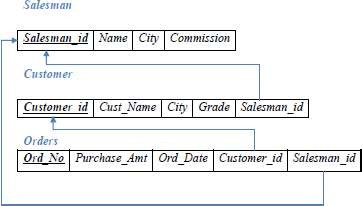 Salesman
Salesman_id Name City Commission
Customer
Customer_id Cust_Name City Grade Salesman_id
Orders
Ord_No Purchase_Amt Ord_Date Customer_id Salesman_id